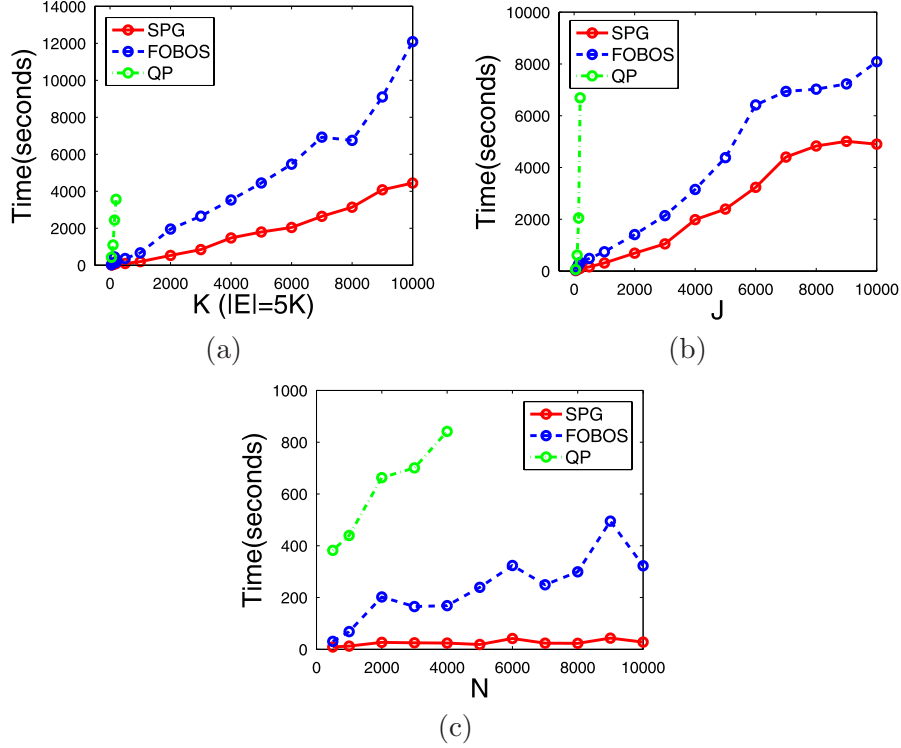 14000
12000
10000
8000
6000
4000
2000
0
Time(seconds)
SPG
FOBOS
QP
0 2000 4000 6000 8000 10000
K (|E|=5K)
(a)
10000
8000
6000
4000
2000
0
Time(seconds)
SPG
FOBOS
QP
0 2000 4000 6000 8000 10000
J
(b)
1000
800
600
400
200
0
Time(seconds)
SPG
FOBOS
QP
0 2000 4000 6000 8000 10000
N
(c)